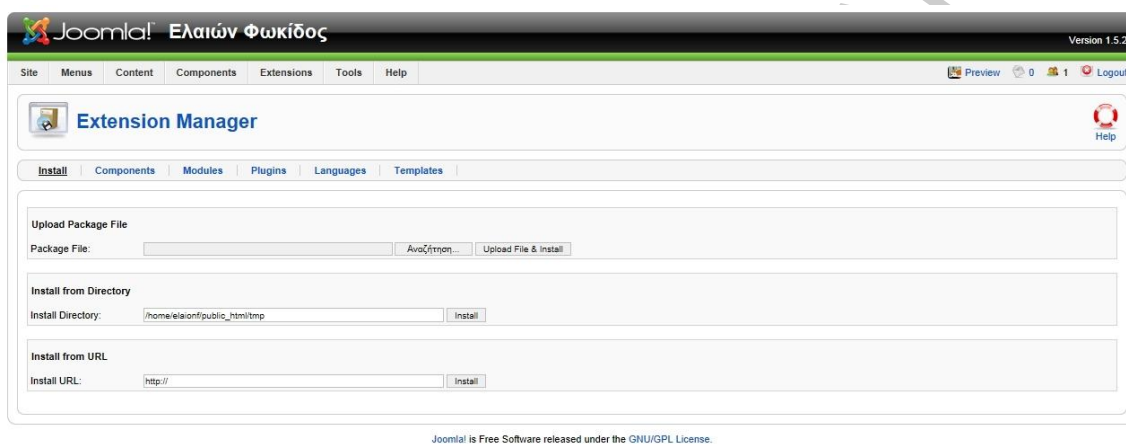 Joomla! Ελαιών Φωκίδος
Version 1.5.2
Site Menus Content Components Extensions Tools Help Preview 0 1 Logout
Extension Manager
Help
Install Components Modules Plugins Languages Templates
Upload Package File
Package File: Αναζήτηση... Upload File & Install
Install from Directory
Install Directory: /home/elaionf/public_html/tmp Install
Install from URL
Install URL: http:// Install
Joomla! is Free Software released under the GNU/GPL License.